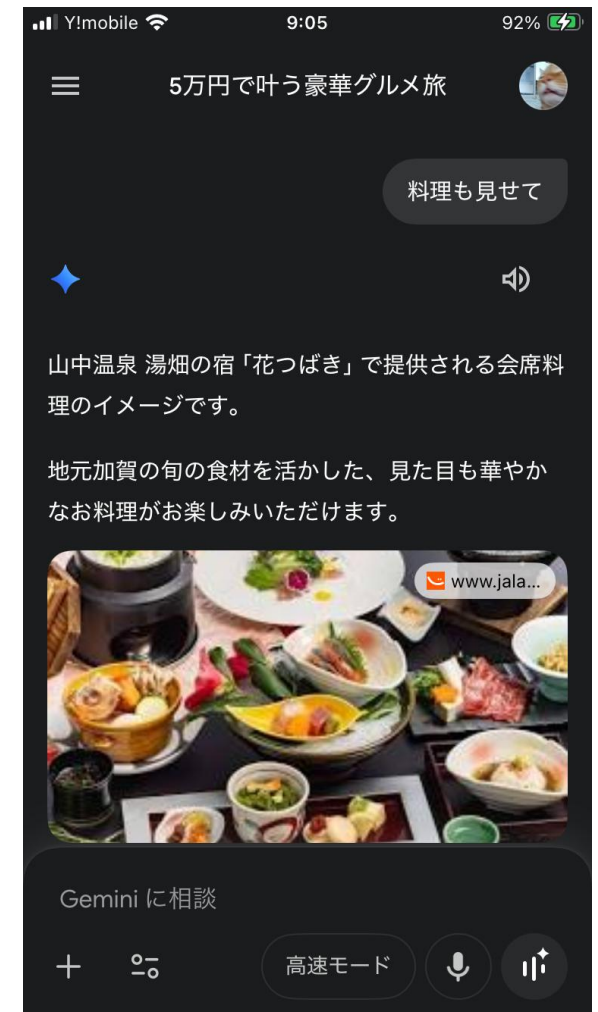 Y!mobile 9:05 92%
5万円で叶う豪華グルメ旅
料理も見せて
山中温泉 湯畑の宿「花つばき」で提供される会席料
理のイメージです。
地元加賀の旬の食材を活かした、見た目も華やか
なお料理がお楽しみいただけます。
www.jala...
Gemini に相談
高速モード